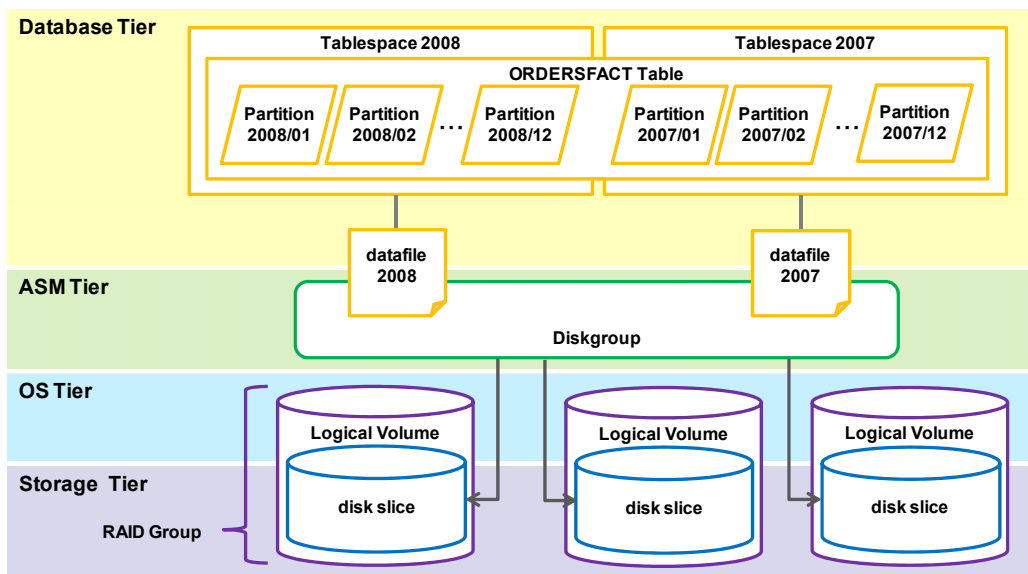 Database Tier
Tablespace 2008
Tablespace 2007
ORDERSFACT Table
Partition
2008/01
Partition
2008/02
...
Partition
2008/12
Partition
2007/01
Partition
2007/02
...
Partition
2007/12
datafile
2008
datafile
2007
ASM Tier
Diskgroup
OS Tier
Logical Volume
Logical Volume
Logical Volume
Storage Tier
disk slice
disk slice
disk slice
RAID Group